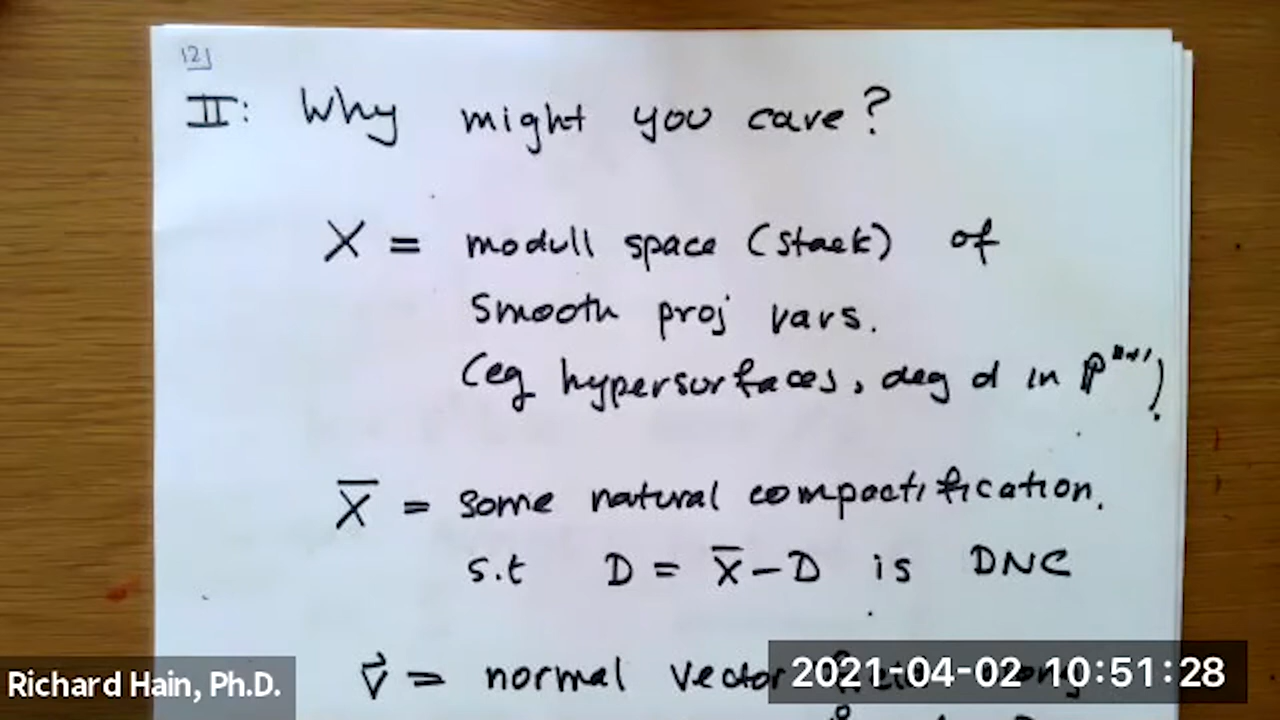 12]
II: Why might you care?
X = moduli space (stack) of
smooth proj vars.
(eg hypersurfaces, deg d in ℙⁿ⁺¹).
X̄ = some natural compactification.
s.t D = X̄ - D is DNC
v⃗ = normal vector
Richard Hain, Ph.D.
2021-04-02 10:51:28